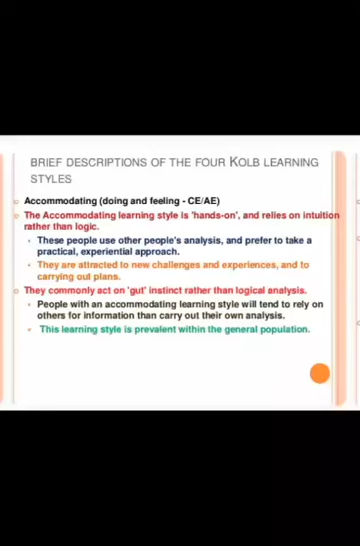 BRIEF DESCRIPTIONS OF THE FOUR KOLB LEARNING
STYLES
Accommodating (doing and feeling - CE/AE)
The Accommodating learning style is 'hands-on', and relies on intuition
rather than logic.
These people use other people's analysis, and prefer to take a
practical, experiential approach.
They are attracted to new challenges and experiences, and to
carrying out plans.
They commonly act on 'gut' instinct rather than logical analysis.
People with an accommodating learning style will tend to rely on
others for information than carry out their own analysis.
This learning style is prevalent within the general population.